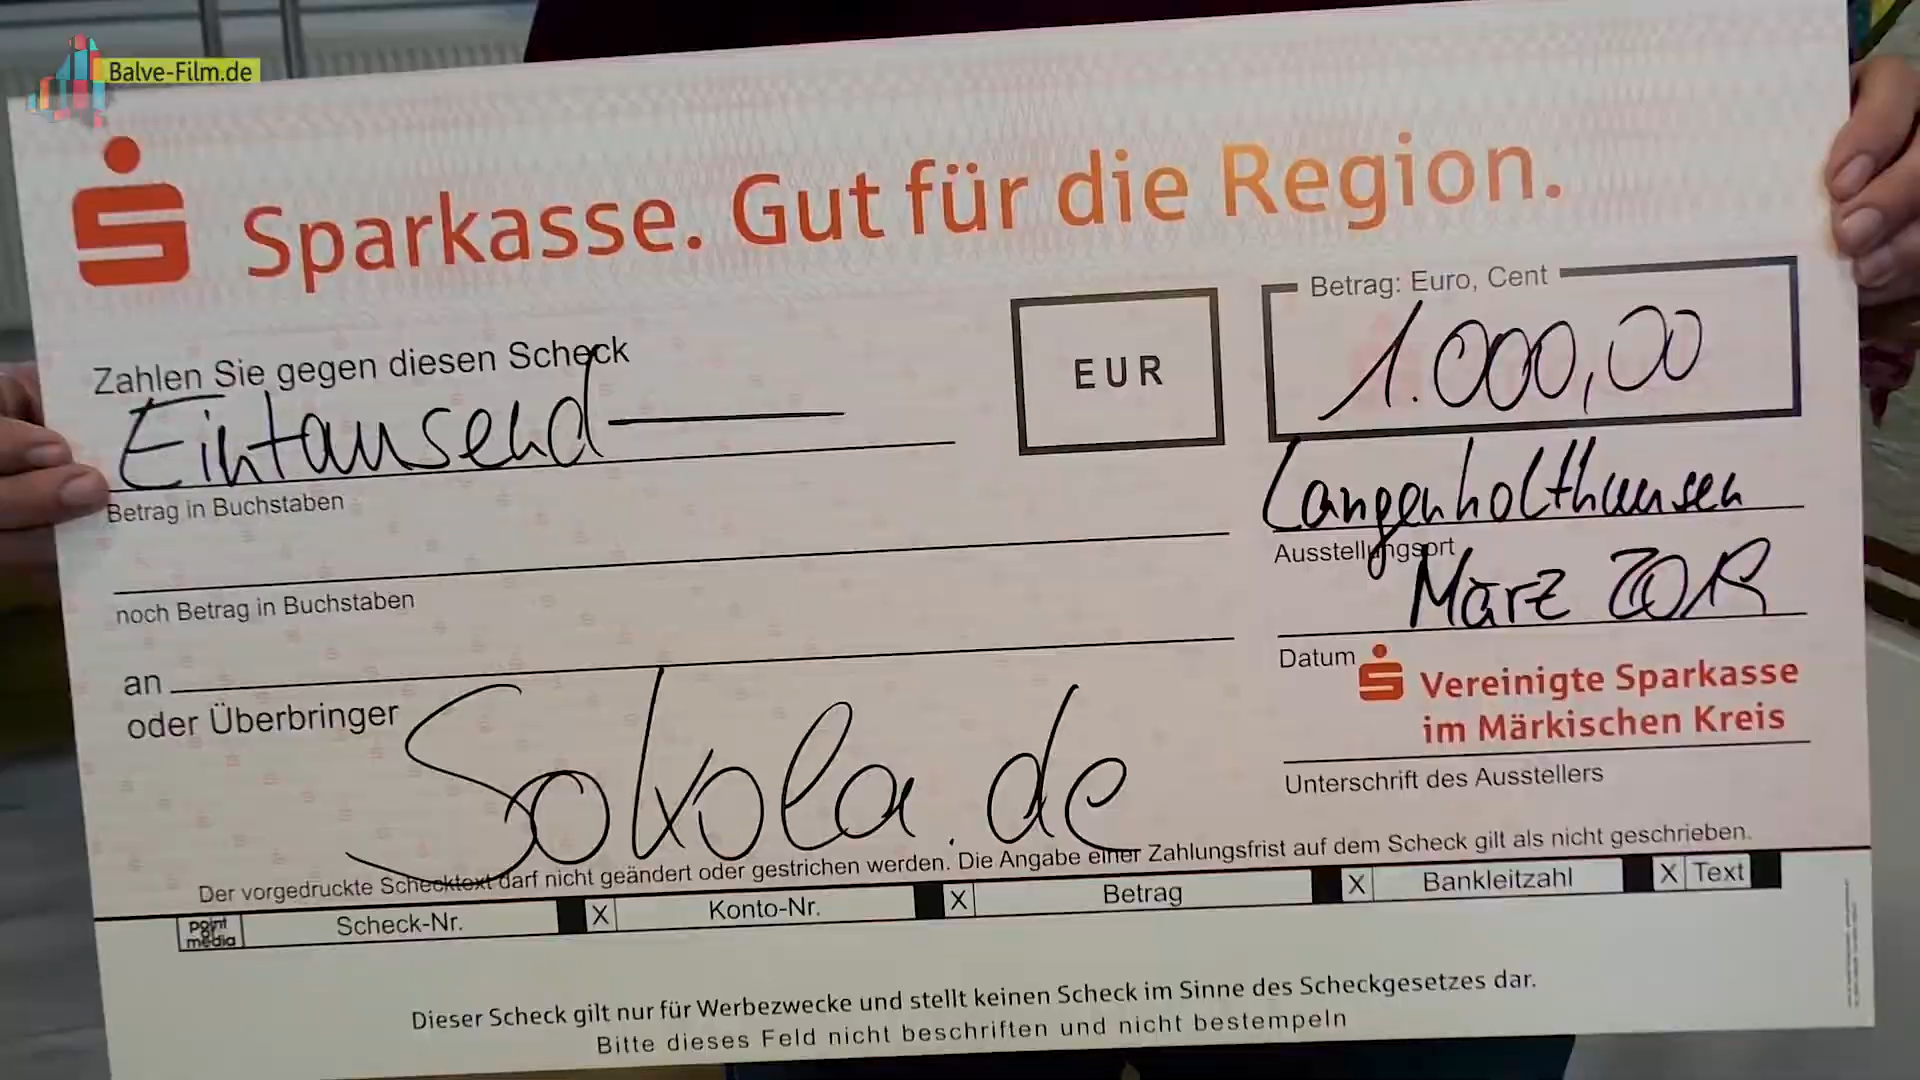 Balve-Film.de
Sparkasse. Gut für die Region.
Zahlen Sie gegen diesen Scheck
Eintausend
Betrag in Buchstaben
EUR
Betrag: Euro, Cent
1.000,00
Langenholthausen
Ausstellungsort
noch Betrag in Buchstaben
März
Datum
an
oder Überbringer
Sokola.de
Vereinigte Sparkasse
im Märkischen Kreis
Unterschrift des Ausstellers
Der vorgedruckte Schecktext darf nicht geändert oder gestrichen werden. Die Angabe einer Zahlungsfrist auf dem Scheck gilt als nicht geschrieben.
point of media Scheck-Nr. X Konto-Nr. X Betrag X Bankleitzahl X Text
Dieser Scheck gilt nur für Werbezwecke und stellt keinen Scheck im Sinne des Scheckgesetzes dar.
Bitte dieses Feld nicht beschriften und nicht bestempeln